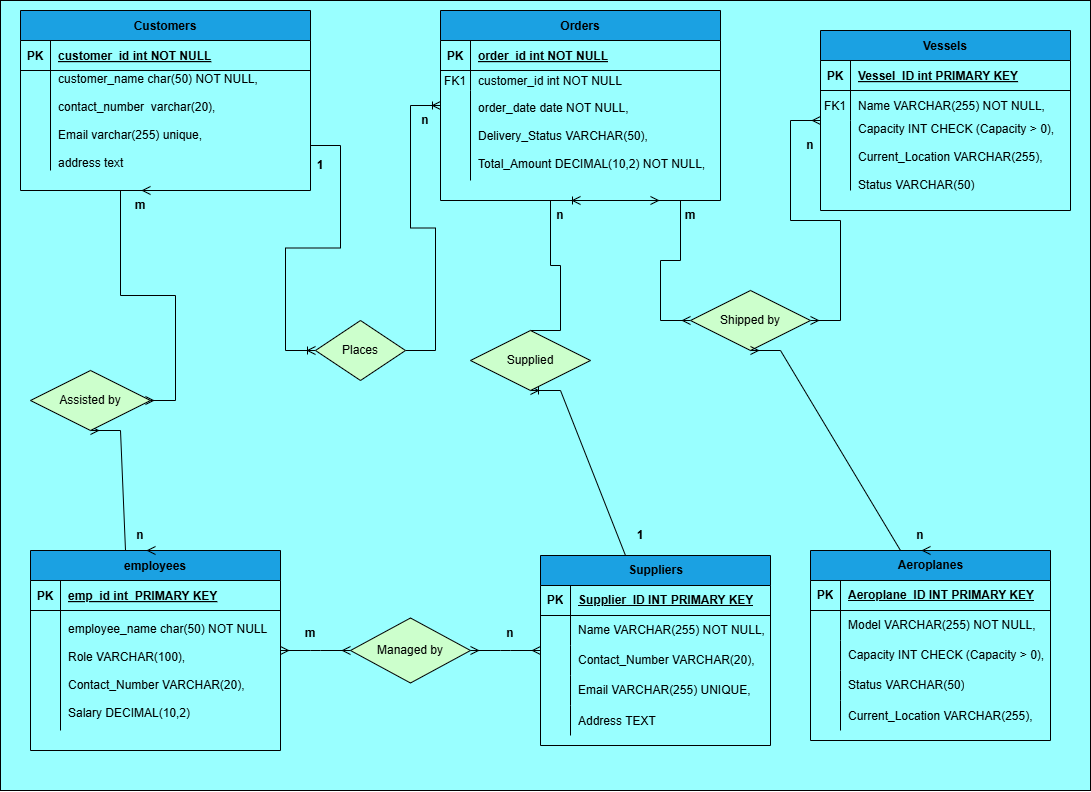 Customers
PK customer_id int NOT NULL
customer_name char(50) NOT NULL,
contact_number  varchar(20),
Email varchar(255) unique,
address text
Orders
PK order_id int NOT NULL
FK1 customer_id int NOT NULL
order_date date NOT NULL,
Delivery_Status VARCHAR(50),
Total_Amount DECIMAL(10,2) NOT NULL,
Vessels
PK Vessel_ID int PRIMARY KEY
FK1 Name VARCHAR(255) NOT NULL,
Capacity INT CHECK (Capacity > 0),
Current_Location VARCHAR(255),
Status VARCHAR(50)
1
n
n
m
n
m
Places
Supplied
Shipped by
Assisted by
n
1
n
employees
PK emp_id int  PRIMARY KEY
employee_name char(50) NOT NULL
Role VARCHAR(100),
Contact_Number VARCHAR(20),
Salary DECIMAL(10,2)
m
Managed by
n
Suppliers
PK Supplier_ID INT PRIMARY KEY
Name VARCHAR(255) NOT NULL,
Contact_Number VARCHAR(20),
Email VARCHAR(255) UNIQUE,
Address TEXT
Aeroplanes
PK Aeroplane_ID INT PRIMARY KEY
Model VARCHAR(255) NOT NULL,
Capacity INT CHECK (Capacity > 0),
Status VARCHAR(50)
Current_Location VARCHAR(255),